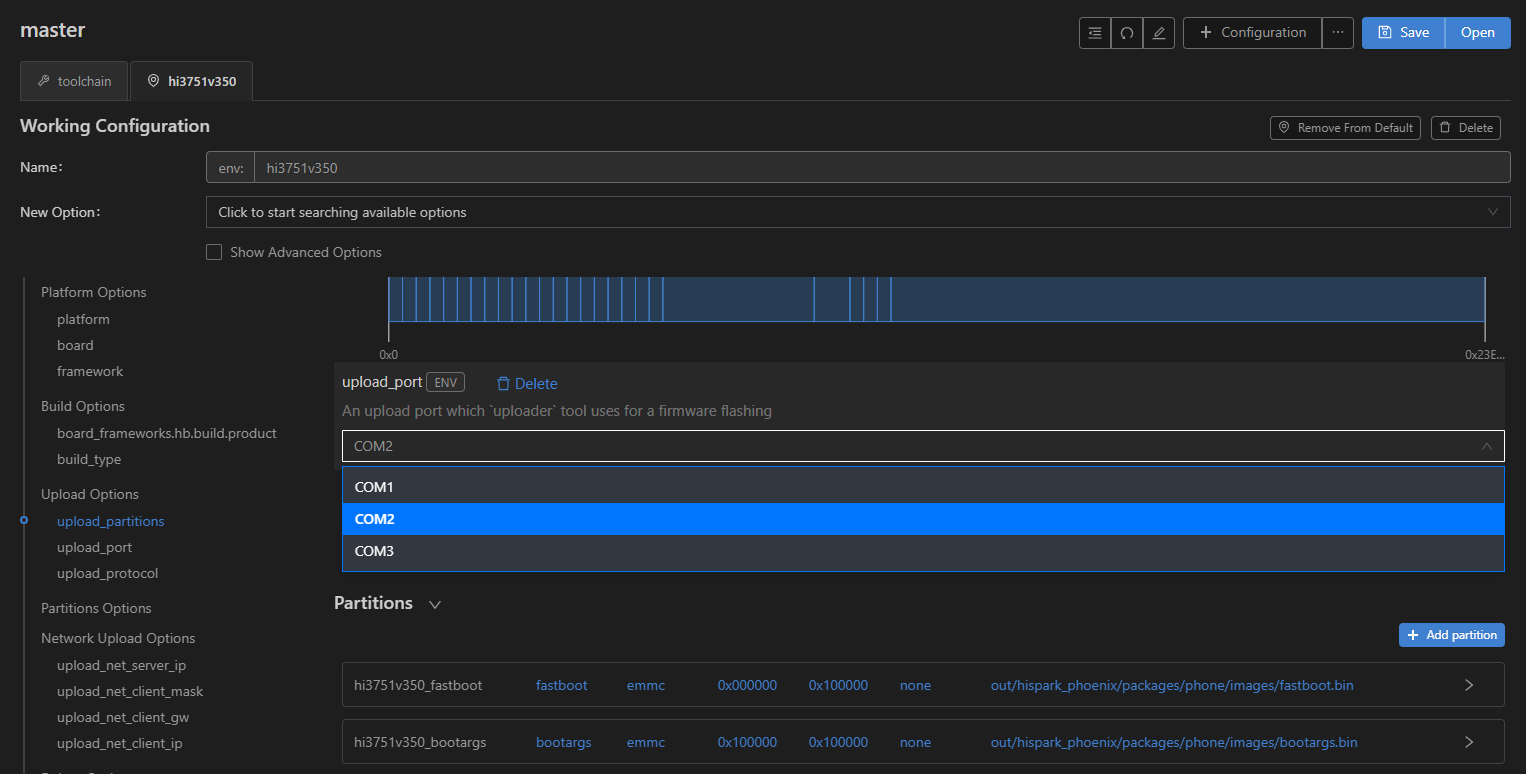 master
Configuration
...
Save
Open
toolchain
hi3751v350
Working Configuration
Remove From Default
Delete
Name:
env:
hi3751v350
New Option:
Click to start searching available options
Show Advanced Options
Platform Options
platform
board
framework
Build Options
board_frameworks.hb.build.product
build_type
Upload Options
upload_partitions
upload_port
upload_protocol
Partitions Options
Network Upload Options
upload_net_server_ip
upload_net_client_mask
upload_net_client_gw
upload_net_client_ip
0x0
0x23E...
upload_port ENV Delete
An upload port which `uploader` tool uses for a firmware flashing
COM2
COM1
COM2
COM3
Partitions
Add partition
hi3751v350_fastboot fastboot emmc 0x000000 0x100000 none out/hispark_phoenix/packages/phone/images/fastboot.bin
hi3751v350_bootargs bootargs emmc 0x100000 0x100000 none out/hispark_phoenix/packages/phone/images/bootargs.bin